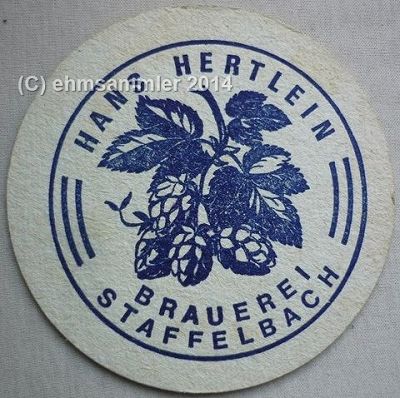 HANS HERTLEIN
(C) ehmsammler 2014
BRAUEREI
STAFFELBACH